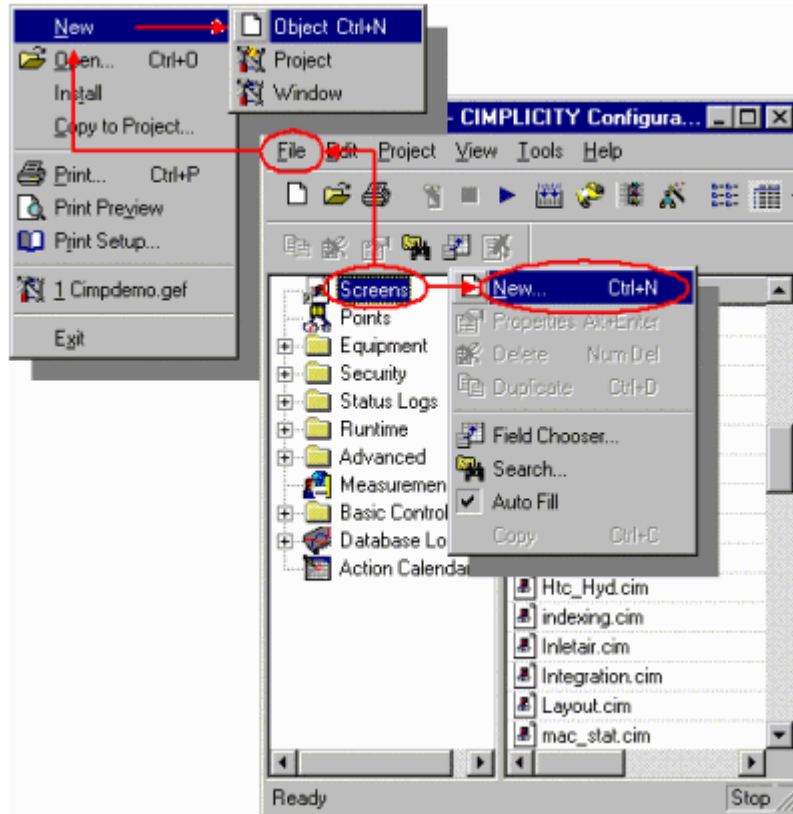 New
Object Ctrl+N
Open... Ctrl+O
Project
Install
Window
Copy to Project...
- CIMPLICITY Configura...
File Edit Project View Tools Help
Print... Ctrl+P
Print Preview
Print Setup...
1 Cimpdemo.gef
Exit
Screens
Points
Equipment
Security
Status Logs
Runtime
Advanced
Measuremen
Basic Control
Database Lo
Action Calenda
New... Ctrl+N
Properties Alt+Enter
Delete Num Del
Duplicate Ctrl+D
Field Chooser...
Search...
Auto Fill
Copy Ctrl+C
Htc_Hyd.cim
indexing.cim
Inletair.cim
Integration.cim
Layout.cim
mac_stat.cim
Ready
Stop